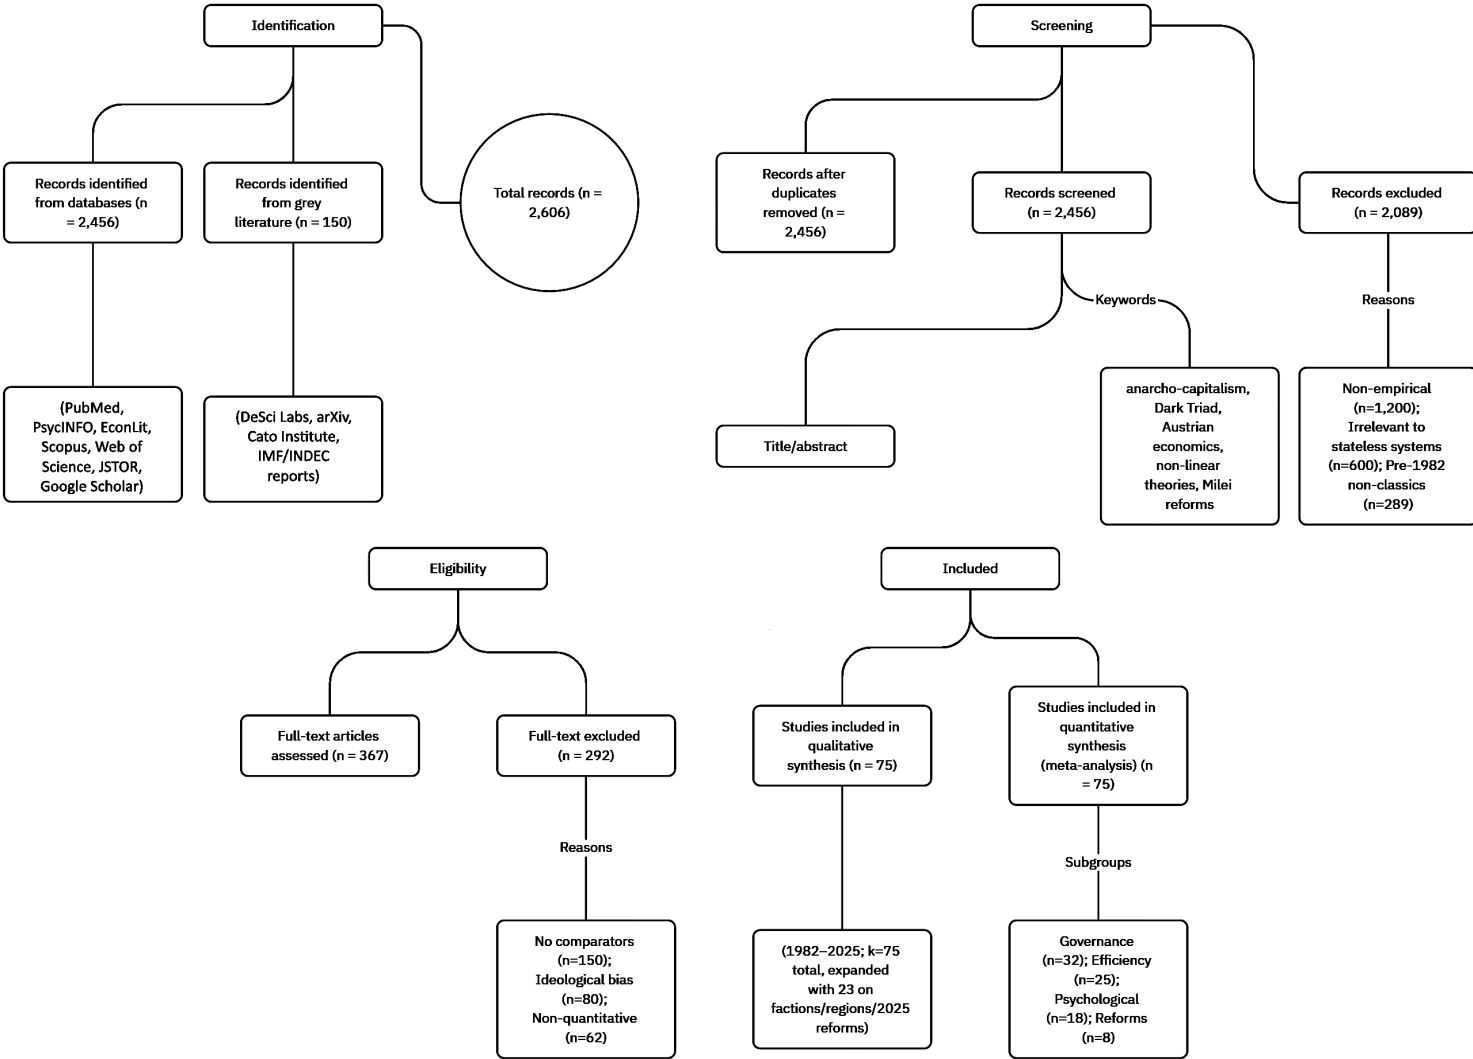 Identification
Records identified
from databases (n
= 2,456)
Records identified
from grey
literature (n = 150)
Total records (n =
2,606)
(PubMed,
PsycINFO, EconLit,
Scopus, Web of
Science, JSTOR,
Google Scholar)
(DeSci Labs, arXiv,
Cato Institute,
IMF/INDEC
reports)
Screening
Records after
duplicates
removed (n =
2,456)
Records screened
(n = 2,456)
Records excluded
(n = 2,089)
Keywords
Reasons
Title/abstract
anarcho-capitalism,
Dark Triad,
Austrian
economics,
non-linear
theories, Milei
reforms
Non-empirical
(n=1,200);
Irrelevant to
stateless systems
(n=600); Pre-1982
non-classics
(n=289)
Eligibility
Full-text articles
assessed (n = 367)
Full-text excluded
(n = 292)
Reasons
No comparators
(n=150);
Ideological bias
(n=80);
Non-quantitative
(n=62)
Included
Studies included in
qualitative
synthesis (n = 75)
Studies included in
quantitative
synthesis
(meta-analysis) (n
= 75)
Subgroups
(1982–2025; k=75
total, expanded
with 23 on
factions/regions/2025
reforms)
Governance
(n=32); Efficiency
(n=25);
Psychological
(n=18); Reforms
(n=8)